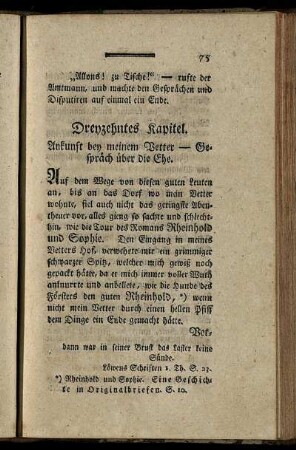 75
„Allons! zu Tische!“ — rufte der
Amtmann, und machte den Gesprächen und
Disputiren auf einmal ein Ende.
Dreyzehntes Kapitel.
Ankunft bey meinem Vetter — Ge-
spräch über die Ehe.
Auf dem Wege von diesen guten Leuten
an, bis an das Dorf wo mein Vetter
wohnte, fiel auch nicht das geringste Aben-
theuer vor, alles gieng so sachte und schlecht-
hin, wie die Tour des Romans Rheinhold
und Sophie. Den Eingang in meines
Vetters Hof, verwehrte mir ein grimmiger
schwarzer Spitz, welcher mich gewiß noch
gepackt hätte, da er mich immer voller Wuth
anknurrte und anbellete, wie die Hunde des
Försters den guten Rheinhold, *) wenn
nicht mein Vetter durch einen hellen Pfiff
dem Dinge ein Ende gemacht hätte.
Vor-
dann war in seiner Brust das Laster keine
Sünde.
Löwens Schriften 1. Th. S. 23.
*) Rheinhold und Sophie. Eine Geschich-
te in Originalbriefen. S. 10.